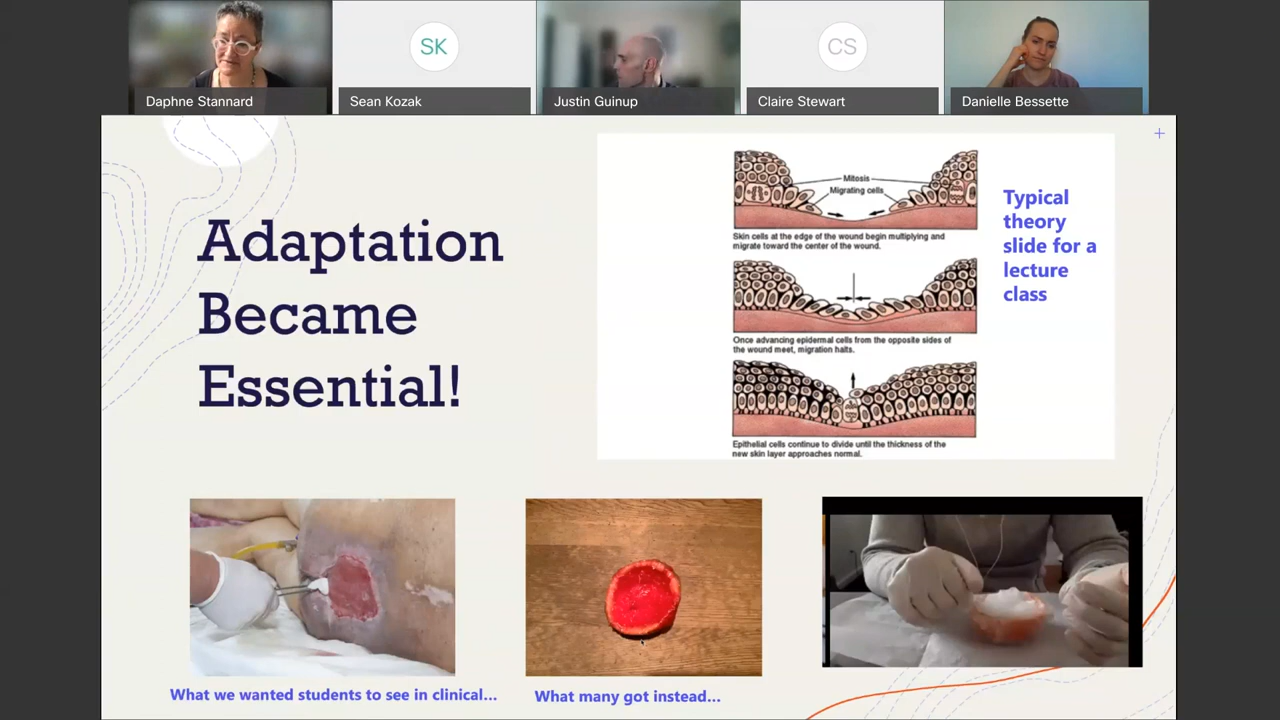 SK
CS
Daphne Stannard
Sean Kozak
Justin Guinup
Claire Stewart
Danielle Bessette
Adaptation
Became
Essential!
Mitosis
Migrating cells
Skin cells at the edge of the wound begin multiplying and
migrate toward the center of the wound.
Once advancing epidermal cells from the opposite sides of
the wound meet, migration halts.
Epithelial cells continue to divide until the thickness of the
new skin layer approaches normal.
Typical
theory
slide for a
lecture
class
What we wanted students to see in clinical...
What many got instead...